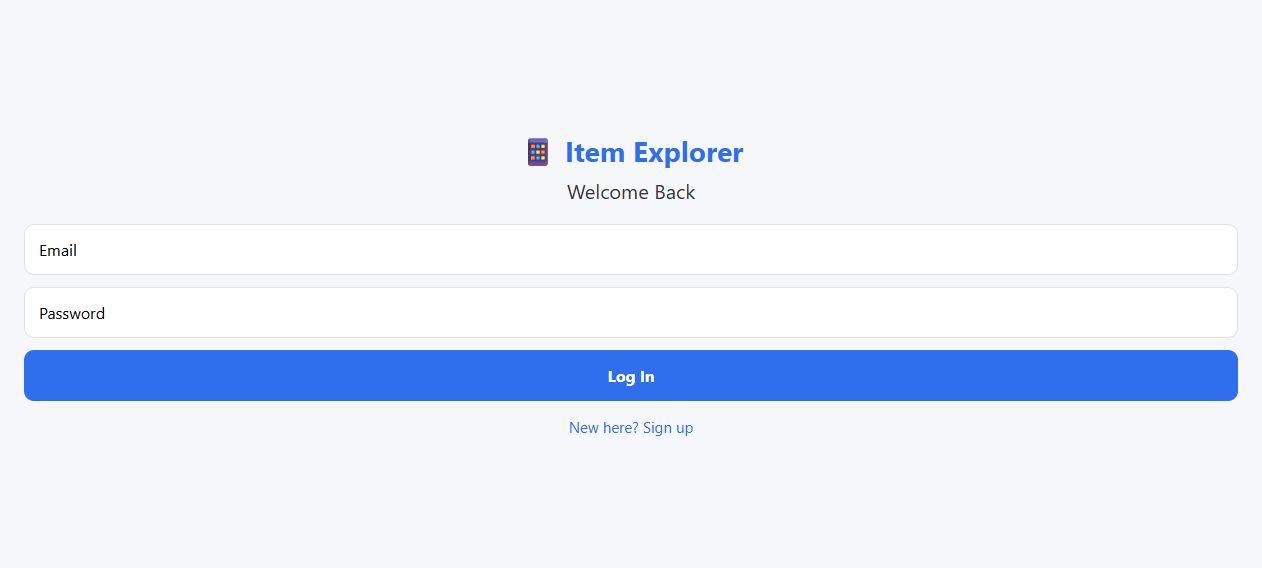 Item Explorer
Welcome Back
Email
Password
Log In
New here? Sign up